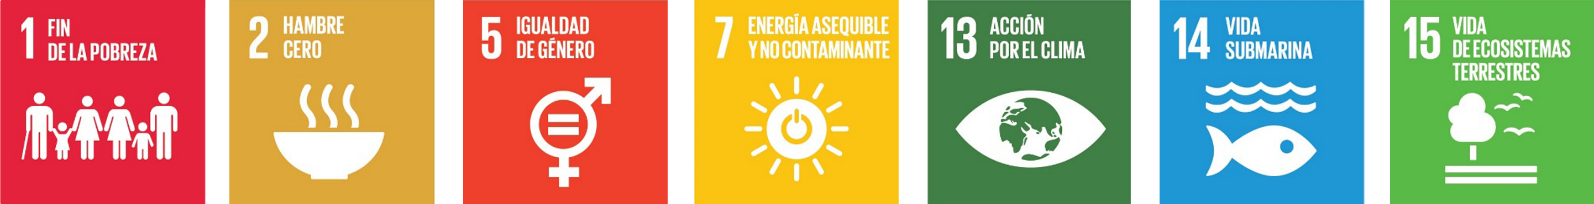 1 FIN
DE LA POBREZA
2 HAMBRE
CERO
5 IGUALDAD
DE GÉNERO
7 ENERGÍA ASEQUIBLE
Y NO CONTAMINANTE
13 ACCIÓN
POR EL CLIMA
14 VIDA
SUBMARINA
15 VIDA
DE ECOSISTEMAS
TERRESTRES